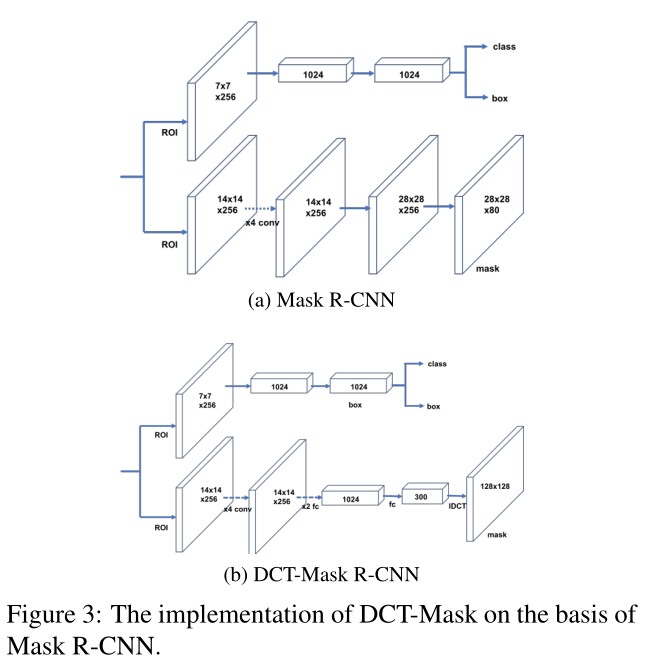 class
7x7
x256
1024
1024
box
ROI
14x14
x256
x4 conv
14x14
x256
28x28
x256
28x28
x80
ROI
mask
(a) Mask R-CNN
class
7x7
x256
1024
1024
box
box
ROI
14x14
x256
x4 conv
14x14
x256
x2 fc
1024
fc
300
IDCT
128x128
ROI
mask
(b) DCT-Mask R-CNN
Figure 3: The implementation of DCT-Mask on the basis of
Mask R-CNN.